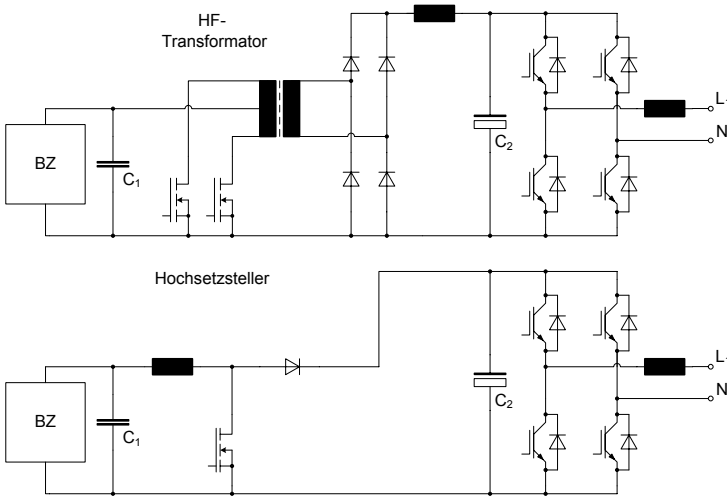 HF-
Transformator
BZ
C1
C2
L
N
Hochsetzsteller
BZ
C1
C2
L
N